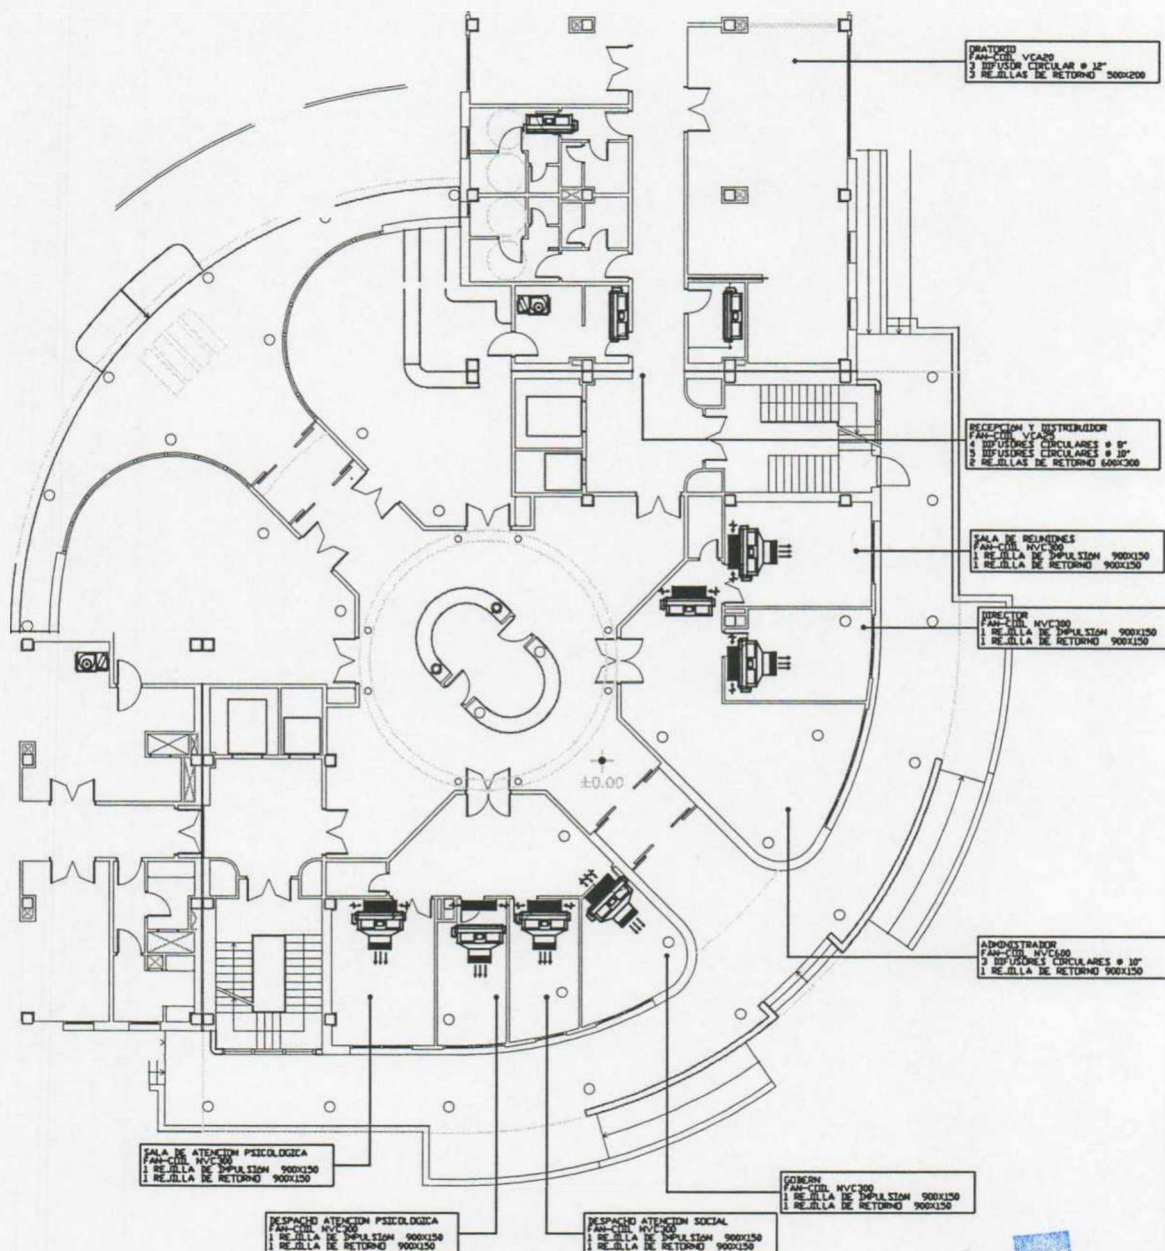 ORATORIO
FAN-COIL VCA20
3 DIFUSOR CIRCULAR ø 12"
3 REJILLAS DE RETORNO 500X200
RECEPCIóN Y DISTRIBUIDOR
FAN-COIL VCA25
4 DIFUSORES CIRCULARES ø 8"
5 DIFUSORES CIRCULARES ø 10"
2 REJILLAS DE RETORNO 600X300
SALA DE REUNIONES
FAN-COIL NVC300
1 REJILLA DE IMPULSIóN 900X150
1 REJILLA DE RETORNO 900X150
DIRECTOR
FAN-COIL NVC300
1 REJILLA DE IMPULSIóN 900X150
1 REJILLA DE RETORNO 900X150
±0.00
ADMINISTRADOR
FAN-COIL NVC600
3 DIFUSORES CIRCULARES ø 10"
1 REJILLA DE RETORNO 900X150
SALA DE ATENCION PSICOLOGICA
FAN-COIL NVC300
1 REJILLA DE IMPULSIóN 900X150
1 REJILLA DE RETORNO 900X150
GOBERN
FAN-COIL NVC300
1 REJILLA DE IMPULSIóN 900X150
1 REJILLA DE RETORNO 900X150
DESPACHO ATENCION PSICOLOGICA
FAN-COIL NVC300
1 REJILLA DE IMPULSIóN 900X150
1 REJILLA DE RETORNO 900X150
DESPACHO ATENCION SOCIAL
FAN-COIL NVC300
1 REJILLA DE IMPULSIóN 900X150
1 REJILLA DE RETORNO 900X150